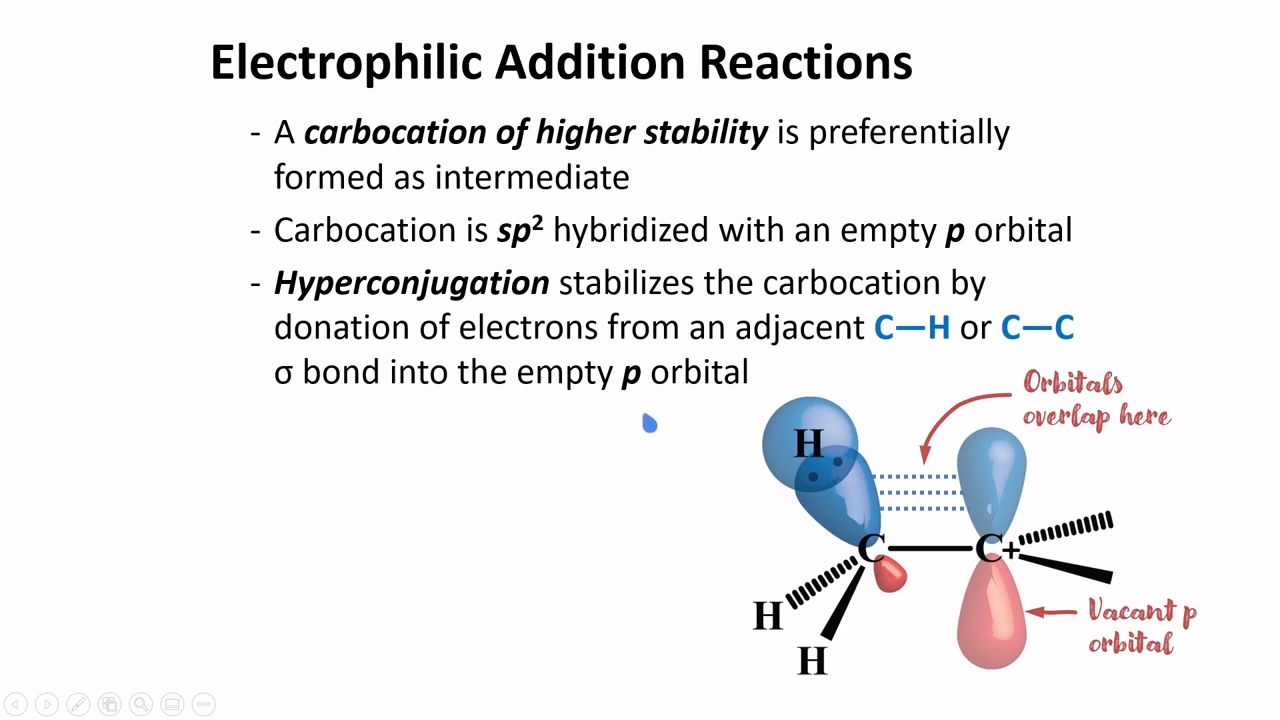 Electrophilic Addition Reactions
- A carbocation of higher stability is preferentially
formed as intermediate
- Carbocation is sp² hybridized with an empty p orbital
- Hyperconjugation stabilizes the carbocation by
donation of electrons from an adjacent C—H or C—C
σ bond into the empty p orbital
Orbitals
overlap here
H
C C+
H
H
Vacant p
orbital